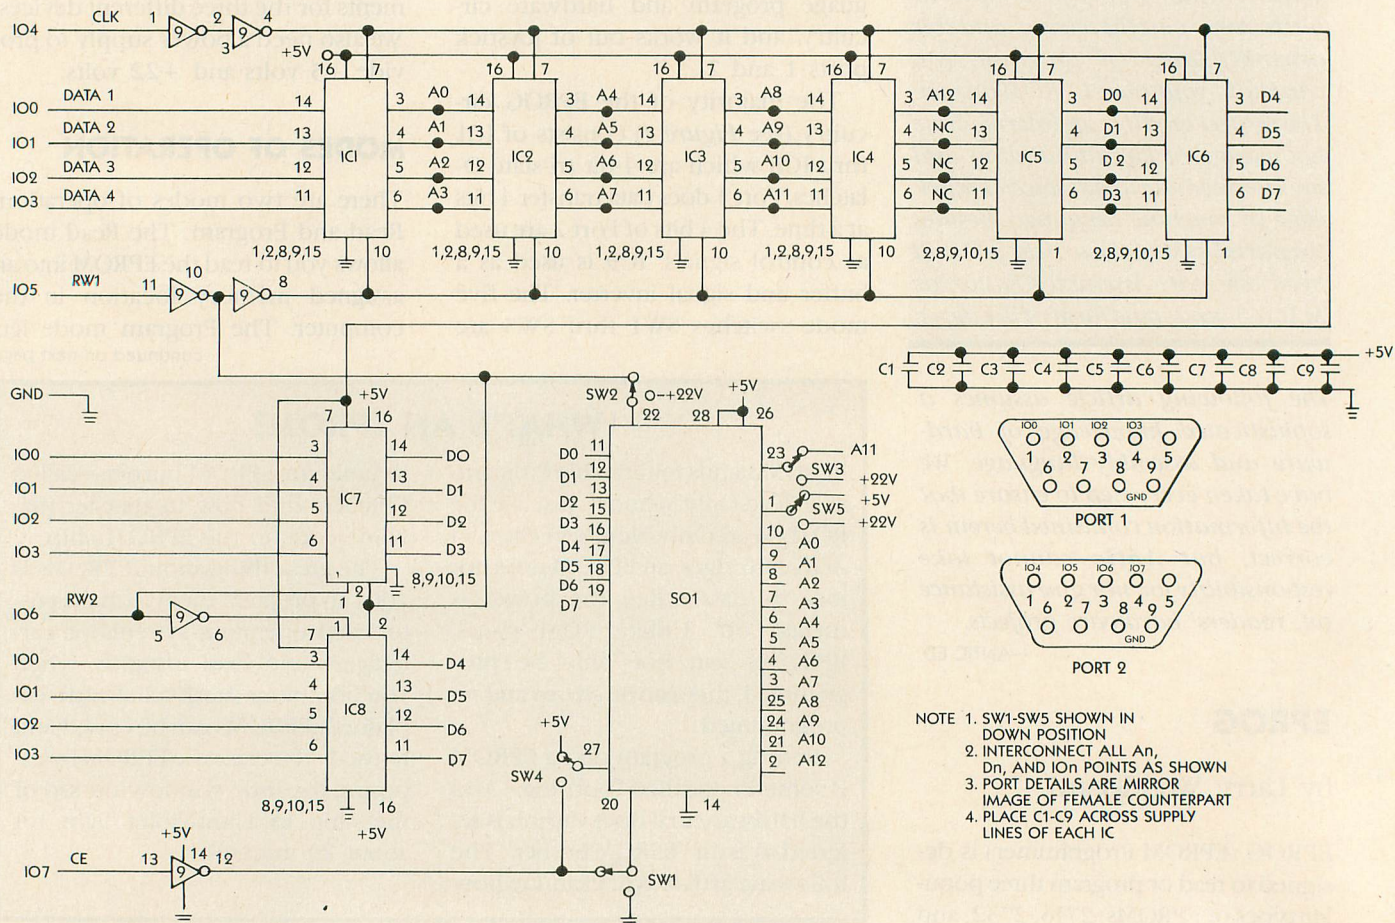 IO4 CLK 1 2 3 4
9 9
+5V
16 7 16 7 16 7 16 7 16 7 16 7
IO0 DATA 1 14 3 A0 14 3 A4 14 3 A8 14 3 A12 14 3 D0 14 3 D4
IO1 DATA 2 13 4 A1 13 4 A5 13 4 A9 13 4 NC 13 4 D1 13 4 D5
IC1 IC2 IC3 IC4 IC5 IC6
IO2 DATA 3 12 5 A2 12 5 A6 12 5 A10 12 5 NC 12 5 D2 12 5 D6
IO3 DATA 4 11 6 A3 11 6 A7 11 6 A11 11 6 NC 11 6 D3 11 6 D7
1,2,8,9,15 10 1,2,8,9,15 10 1,2,8,9,15 10 1,2,8,9,15 10 2,8,9,10,15 1 2,8,9,10,15 1
IO5 RW1 11 10 8
9 9
C1 C2 C3 C4 C5 C6 C7 C8 C9 +5V
GND
+5V
7 16
IO0 3 14 DO
IO1 4 13 D1
IC7
IO2 5 12 D2
IO3 6 11 D3
8,9,10,15
1 2
IO6 RW2 5 6
9
7 1 2
IO0 3 14 D4
IO1 4 13 D5
IC8
IO2 5 12 D6
IO3 6 11 D7
8,9,10,15 16
+5V +5V
IO7 CE 13 14 12
9
SW2 -+22V
22 28 +5V 26
D0 11
D1 12
D2 13
D3 15
D4 16
D5 17
D6 18
D7 19
SO1
23 A11
SW3
+22V
1 +5V
SW5
+22V
10 A0
9 A1
8 A2
7 A3
6 A4
5 A5
4 A6
3 A7
25 A8
24 A9
21 A10
2 A12
+5V
27
SW4
20 14
SW1
IO0 IO1 IO2 IO3
1 2 3 4 5
6 7 8 9
GND
PORT 1
IO4 IO5 IO6 IO7
1 2 3 4 5
6 7 8 9
GND
PORT 2
NOTE 1. SW1-SW5 SHOWN IN
DOWN POSITION
2. INTERCONNECT ALL An,
Dn, AND IOn POINTS AS SHOWN
3. PORT DETAILS ARE MIRROR
IMAGE OF FEMALE COUNTERPART
4. PLACE C1-C9 ACROSS SUPPLY
LINES OF EACH IC